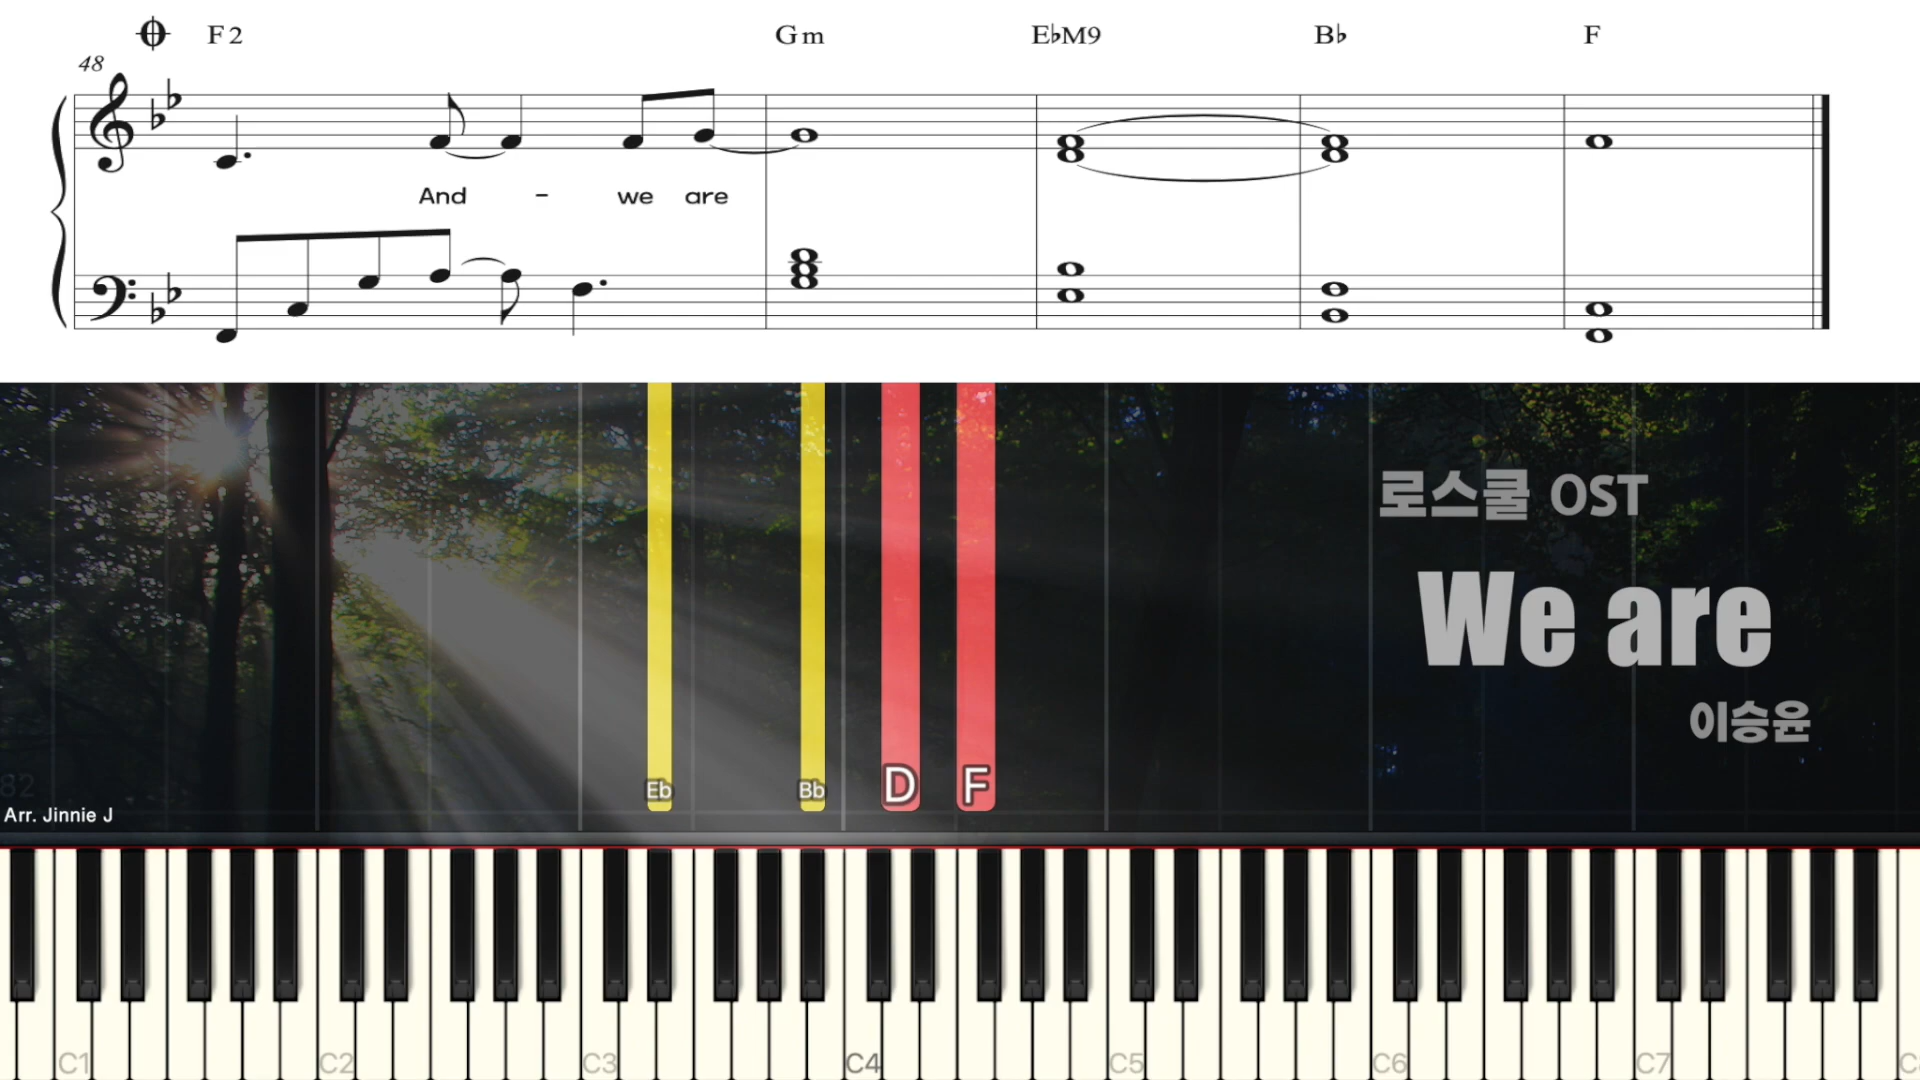 F2 Gm E♭M9 B♭ F
48
And - we are
로스쿨 OST
We are
이승윤
Eb Bb D F
82
Arr. Jinnie J
C1 C2 C3 C4 C5 C6 C7